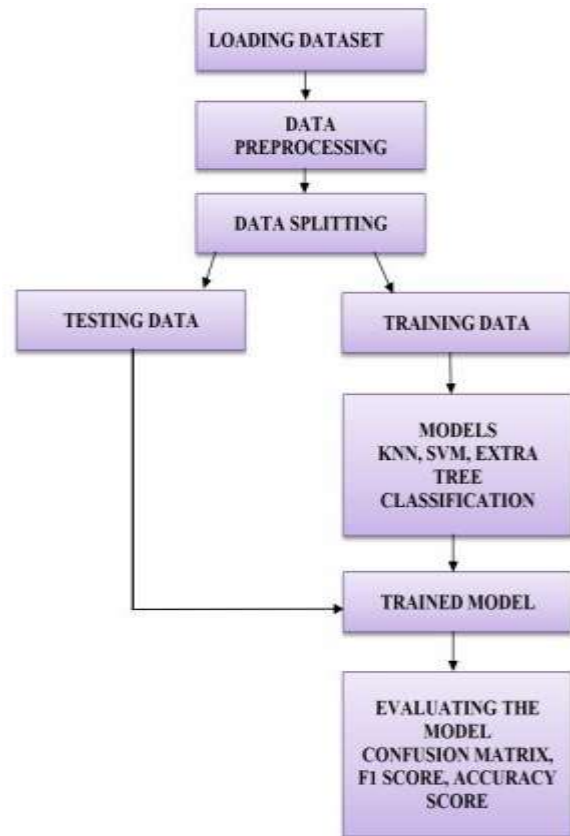 LOADING DATASET
DATA
PREPROCESSING
DATA SPLITTING
TESTING DATA
TRAINING DATA
MODELS
KNN, SVM, EXTRA
TREE
CLASSIFICATION
TRAINED MODEL
EVALUATING THE
MODEL
CONFUSION MATRIX,
F1 SCORE, ACCURACY
SCORE